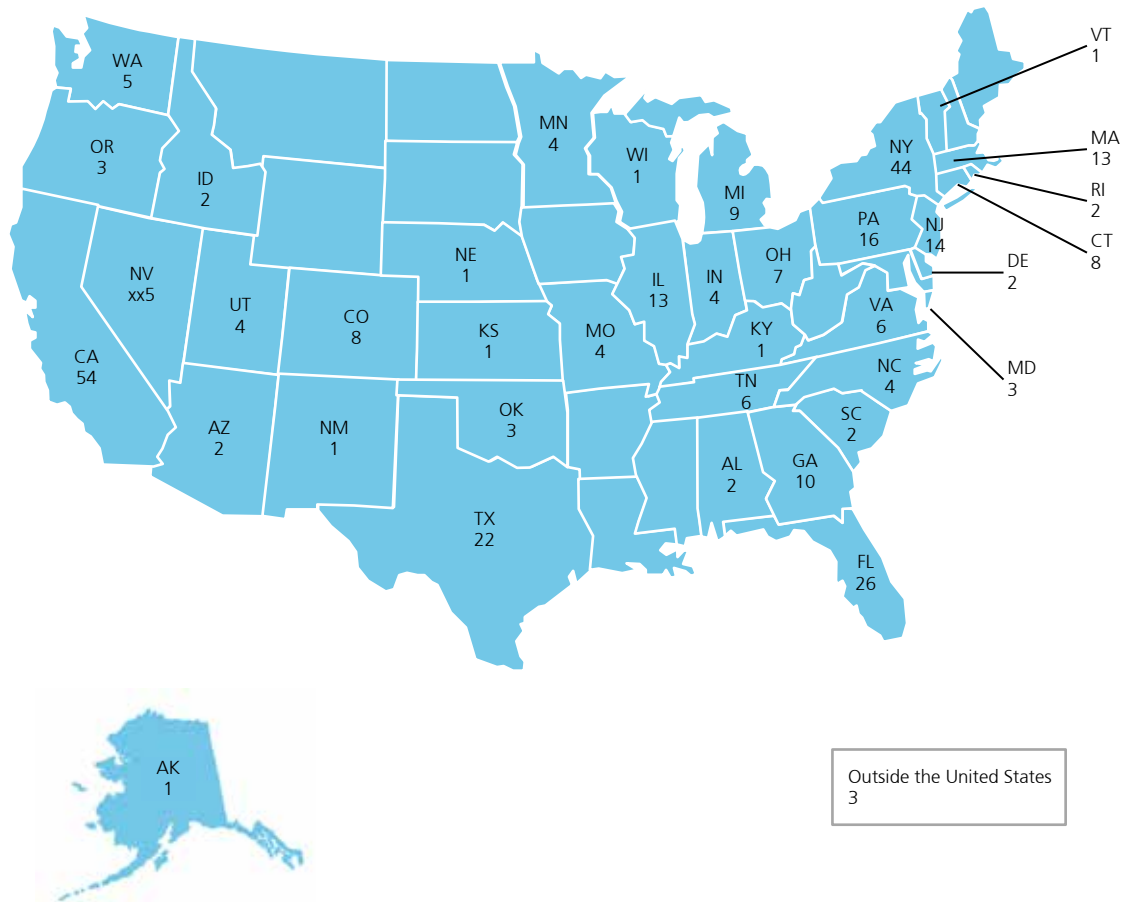 VT
1
WA
5
MN
4
OR
3
NY
44
MA
13
WI
1
ID
2
MI
9
RI
2
PA
16
NJ
14
CT
8
NE
1
OH
7
DE
2
NV
xx5
IL
13
IN
4
UT
4
VA
6
CO
8
KS
1
MO
4
KY
1
CA
54
NC
4
MD
3
TN
6
OK
3
SC
2
AZ
2
NM
1
AL
2
GA
10
TX
22
FL
26
AK
1
Outside the United States
3